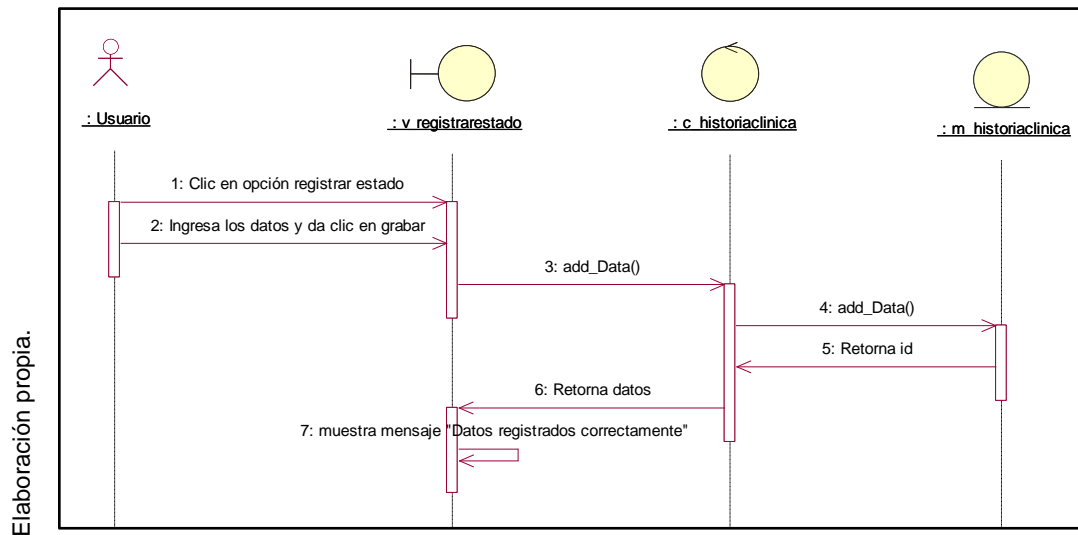 : Usuario
: v_registrarestado
: c_historiaclinica
: m_historiaclinica
1: Clic en opción registrar estado
2: Ingresa los datos y da clic en grabar
3: add_Data()
4: add_Data()
5: Retorna id
6: Retorna datos
7: muestra mensaje "Datos registrados correctamente"
Elaboración propia.